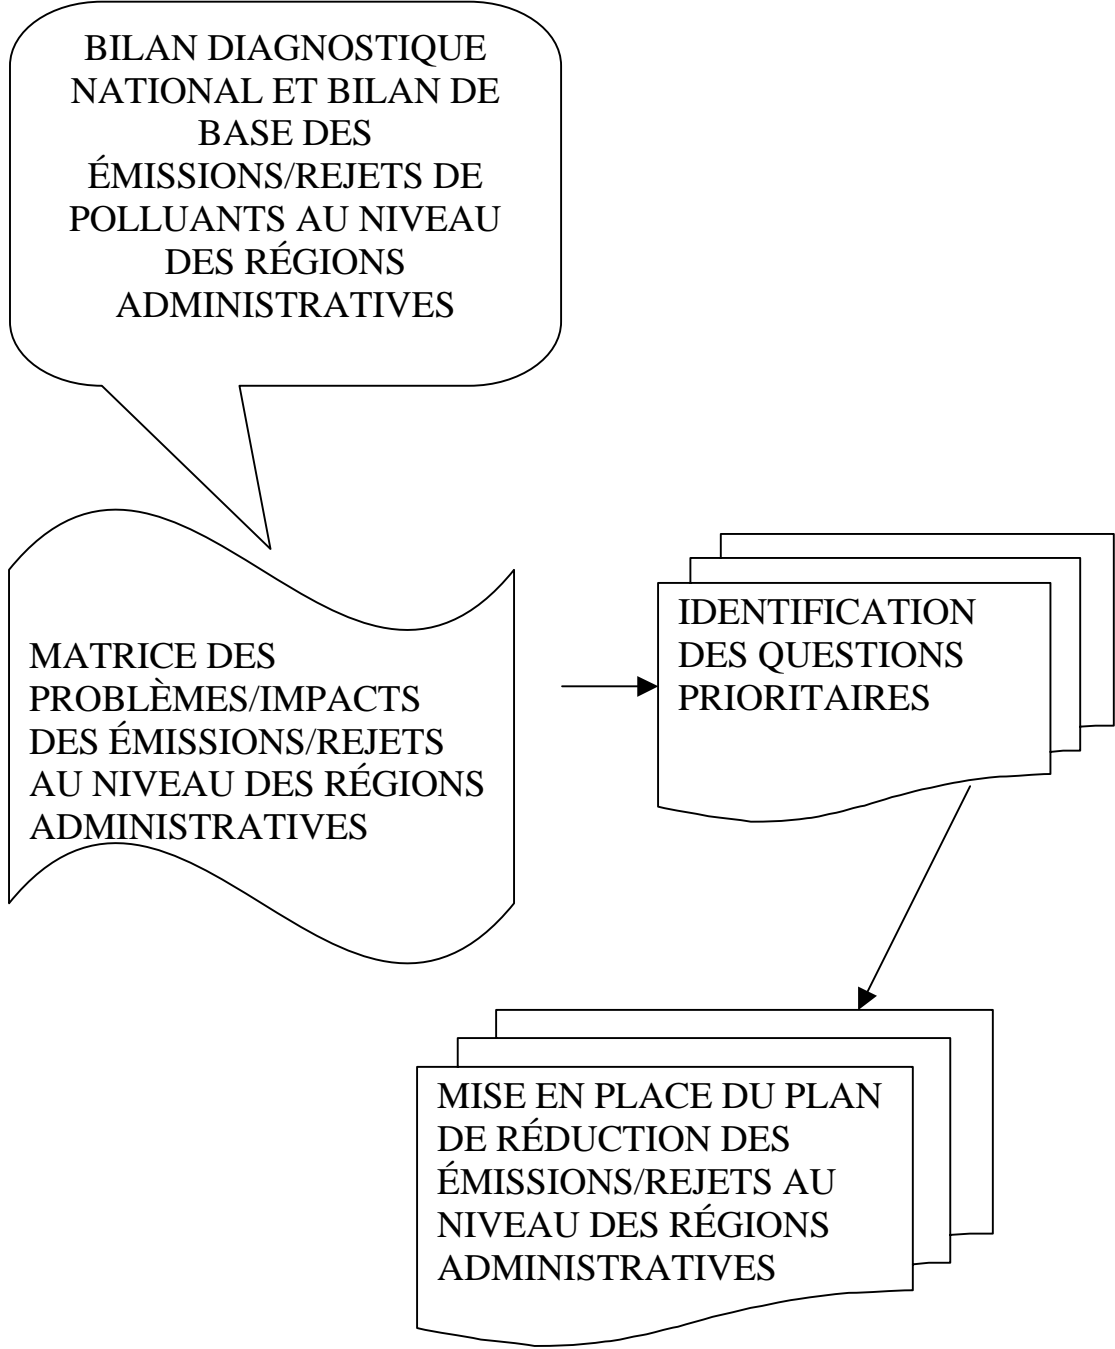 BILAN DIAGNOSTIQUE
NATIONAL ET BILAN DE
BASE DES
ÉMISSIONS/REJETS DE
POLLUANTS AU NIVEAU
DES RÉGIONS
ADMINISTRATIVES
MATRICE DES
PROBLÈMES/IMPACTS
DES ÉMISSIONS/REJETS
AU NIVEAU DES RÉGIONS
ADMINISTRATIVES
IDENTIFICATION
DES QUESTIONS
PRIORITAIRES
MISE EN PLACE DU PLAN
DE RÉDUCTION DES
ÉMISSIONS/REJETS AU
NIVEAU DES RÉGIONS
ADMINISTRATIVES